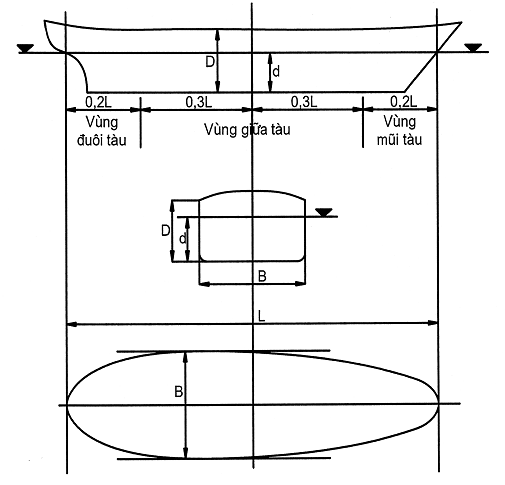 D
d
0,2L 0,3L 0,3L 0,2L
Vùng
đuôi tàu
Vùng giữa tàu
Vùng
mũi tàu
D
d
B
L
B